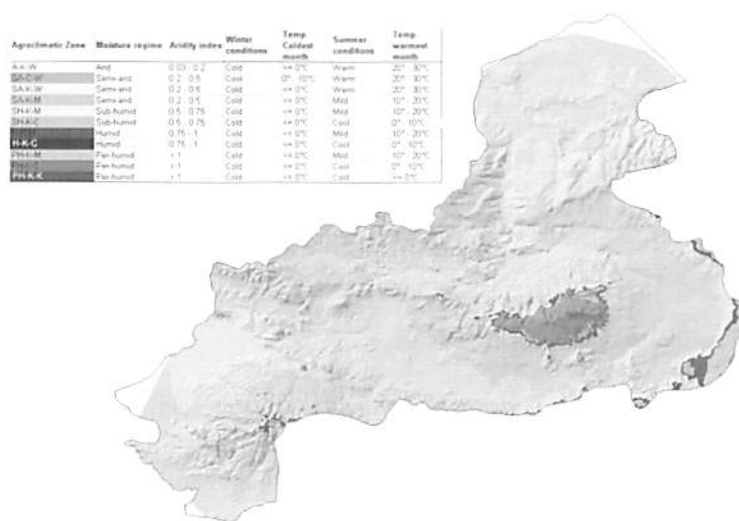 Agroclimatic Zone Moisture regime Aridity index Winter conditions Temp. Coldest month Summer conditions Temp. warmest month
A-K-W Arid 0.03 - 0.2 Cold <= 0°C Warm 20° - 30°C
SA-C-W Semi-arid 0.2 - 0.5 Cool 0° - 10°C Warm 20° - 30°C
SA-K-W Semi-arid 0.2 - 0.5 Cold <= 0°C Warm 20° - 30°C
SA-K-M Semi-arid 0.2 - 0.5 Cold <= 0°C Mild 10° - 20°C
SH-K-M Sub-humid 0.5 - 0.75 Cold <= 0°C Mild 10° - 20°C
SH-K-C Sub-humid 0.5 - 0.75 Cold <= 0°C Cool 0° - 10°C
Humid 0.75 - 1 Cold <= 0°C Mild 10° - 20°C
H-K-C Humid 0.75 - 1 Cold <= 0°C Cool 0° - 10°C
PH-K-M Per-humid > 1 Cold <= 0°C Mild 10° - 20°C
Per-humid > 1 Cold <= 0°C Cool 0° - 10°C
PH-K-K Per-humid > 1 Cold <= 0°C Cold <= 0°C